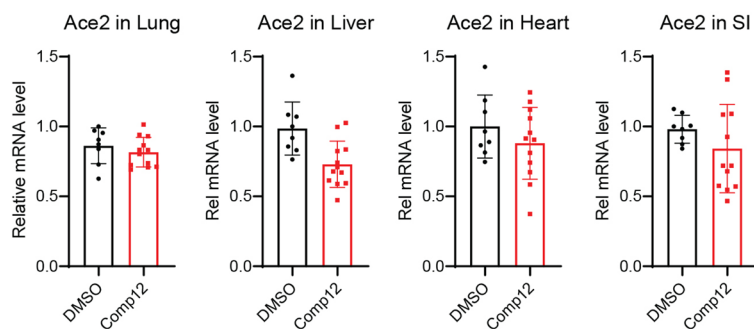 Ace2 in Lung
Relative mRNA level
1.5
1.0
0.5
0.0
DMSO
Comp12
Ace2 in Liver
Rel mRNA level
1.5
1.0
0.5
0.0
DMSO
Comp12
Ace2 in Heart
Rel mRNA level
1.5
1.0
0.5
0.0
DMSO
Comp12
Ace2 in SI
Rel mRNA level
1.5
1.0
0.5
0.0
DMSO
Comp12